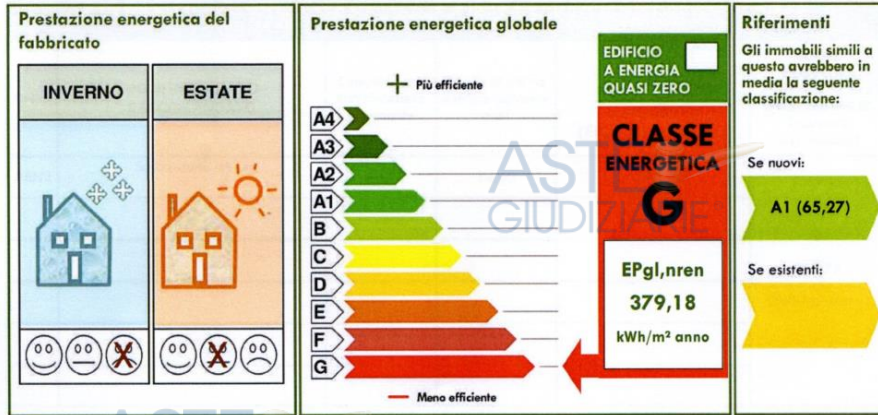 Prestazione energetica del
fabbricato
INVERNO
ESTATE
Prestazione energetica globale
+ Più efficiente
A4
A3
A2
A1
B
C
D
E
F
G
— Meno efficiente
EDIFICIO
A ENERGIA
QUASI ZERO
CLASSE
ENERGETICA
G
EPgl,nren
379,18
kWh/m² anno
Riferimenti
Gli immobili simili a
questo avrebbero in
media la seguente
classificazione:
Se nuovi:
A1 (65,27)
Se esistenti:
ASTE
GIUDIZIARIE®
ASTE